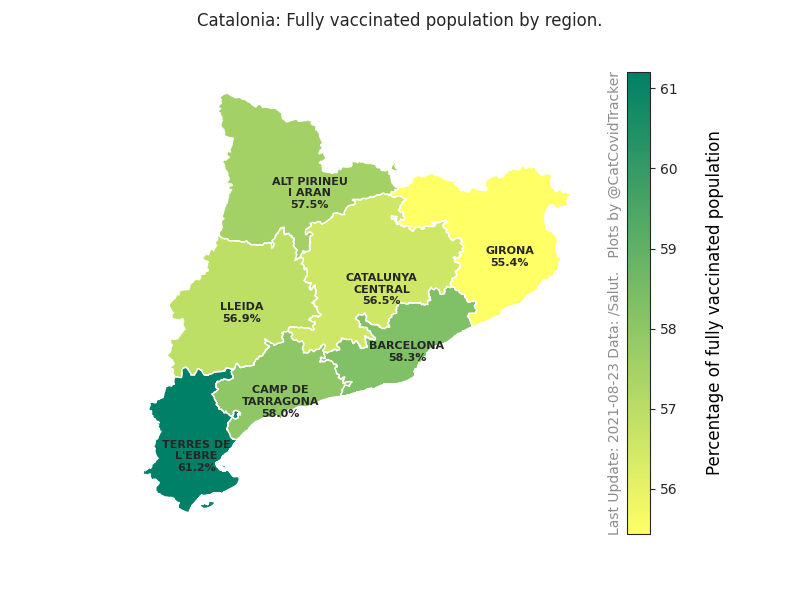 Catalonia: Fully vaccinated population by region.
ALT PIRINEU
I ARAN
57.5%
GIRONA
55.4%
CATALUNYA
CENTRAL
56.5%
LLEIDA
56.9%
BARCELONA
58.3%
CAMP DE
TARRAGONA
58.0%
TERRES DE
L'EBRE
61.2%
Last Update: 2021-08-23 Data: /Salut.   Plots by @CatCovidTracker
61
60
59
58
57
56
Percentage of fully vaccinated population